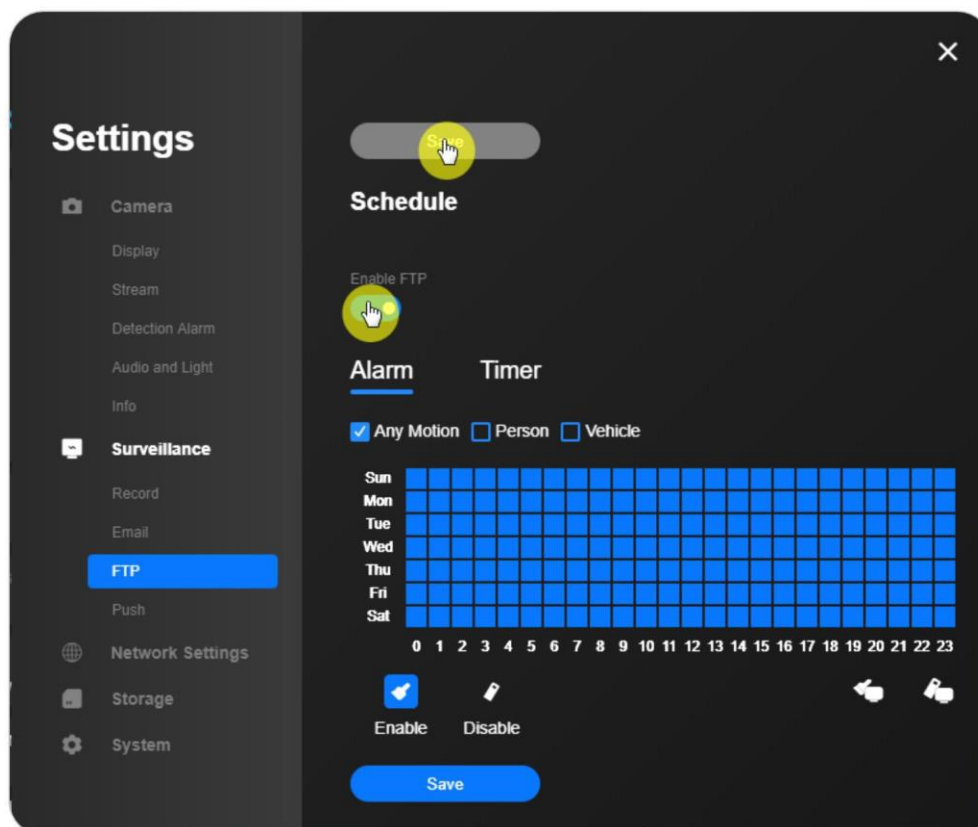 Settings
Camera
Display
Stream
Detection Alarm
Audio and Light
Info
Surveillance
Record
Email
FTP
Push
Network Settings
Storage
System
Save
Schedule
Enable FTP
Alarm Timer
Any Motion Person Vehicle
Sun
Mon
Tue
Wed
Thu
Fri
Sat
0 1 2 3 4 5 6 7 8 9 10 11 12 13 14 15 16 17 18 19 20 21 22 23
Enable Disable
Save